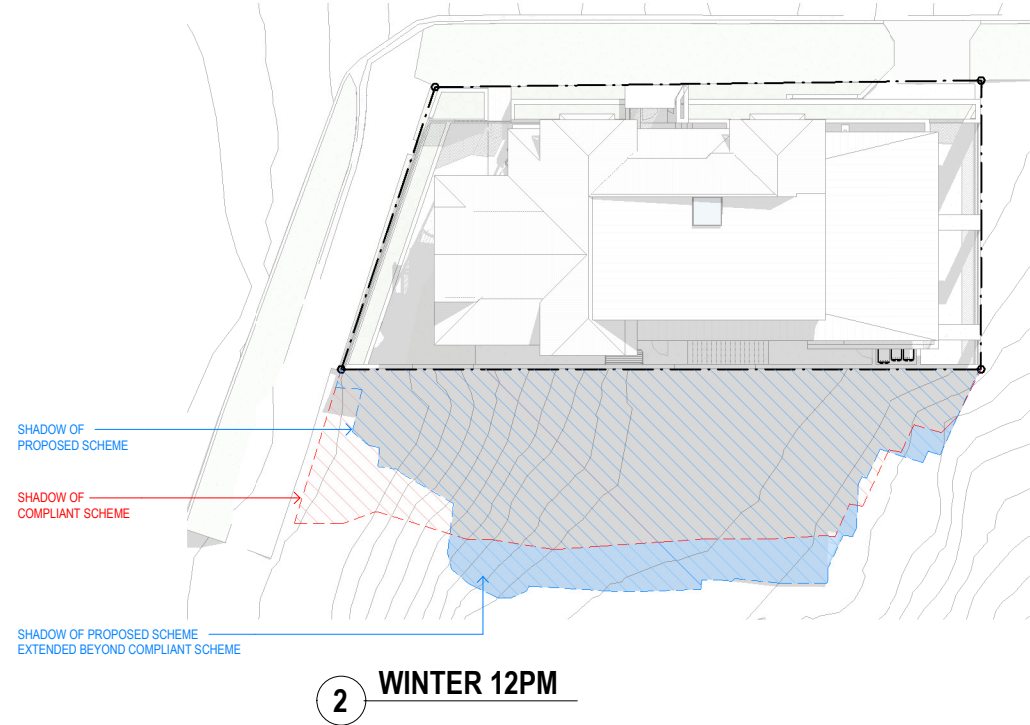 SHADOW OF
PROPOSED SCHEME
SHADOW OF
COMPLIANT SCHEME
SHADOW OF PROPOSED SCHEME
EXTENDED BEYOND COMPLIANT SCHEME
2 WINTER 12PM